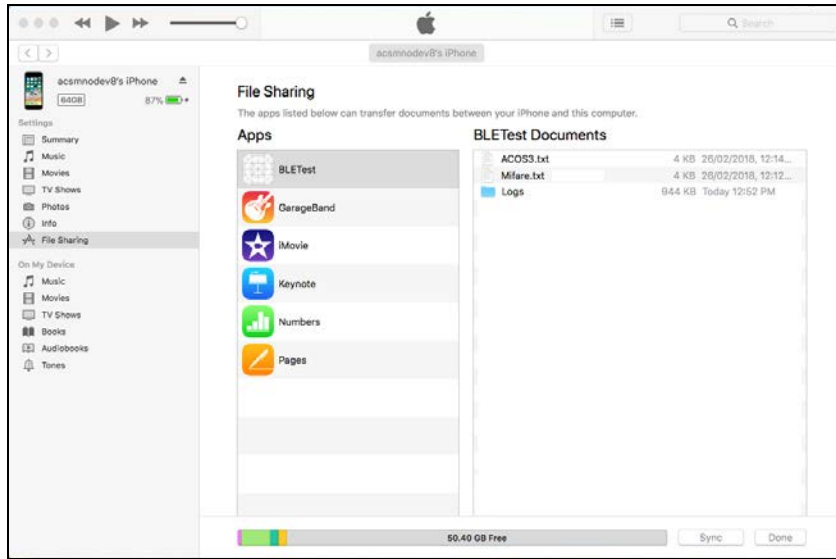 Search
acsmnodev8's iPhone
acsmnodev8's iPhone
64GB 87%
Settings
Summary
Music
Movies
TV Shows
Photos
Info
File Sharing
On My Device
Music
Movies
TV Shows
Books
Audiobooks
Tones
File Sharing
The apps listed below can transfer documents between your iPhone and this computer.
Apps
BLETest
GarageBand
iMovie
Keynote
Numbers
Pages
BLETest Documents
ACOS3.txt 4 KB 26/02/2018, 12:14...
Mifare.txt 4 KB 26/02/2018, 12:12...
Logs 944 KB Today 12:52 PM
50.40 GB Free
Sync Done